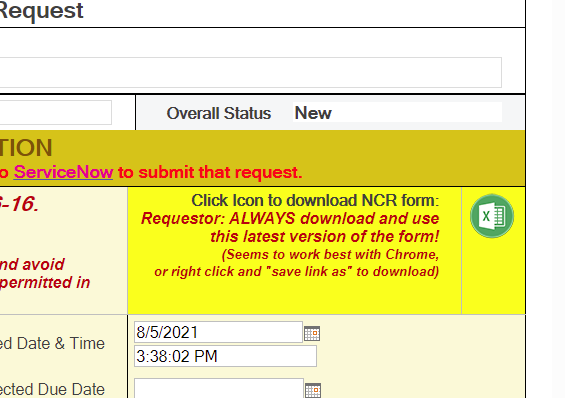 Request
Overall Status New
TION
o ServiceNow to submit that request.
-16.
Click Icon to download NCR form:
Requestor: ALWAYS download and use
this latest version of the form!
(Seems to work best with Chrome,
or right click and "save link as" to download)
nd avoid
permitted in
ed Date & Time
8/5/2021
3:38:02 PM
ected Due Date